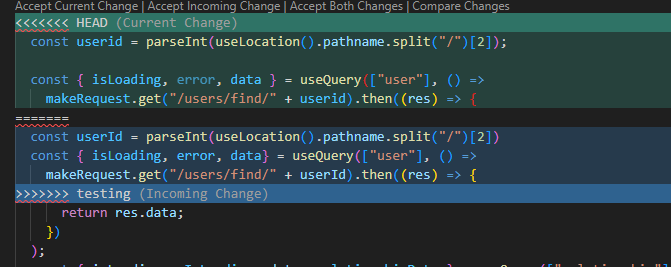 Accept Current Change | Accept Incoming Change | Accept Both Changes | Compare Changes
<<<<<<< HEAD (Current Change)
  const userid = parseInt(useLocation().pathname.split("/")[2]);

  const { isLoading, error, data } = useQuery(["user"], () =>
    makeRequest.get("/users/find/" + userid).then((res) => {
=======
  const userId = parseInt(useLocation().pathname.split("/")[2])
  const { isLoading, error, data} = useQuery(["user"], () =>
    makeRequest.get("/users/find/" + userId).then((res) => {
>>>>>>> testing (Incoming Change)
      return res.data;
    })
  );